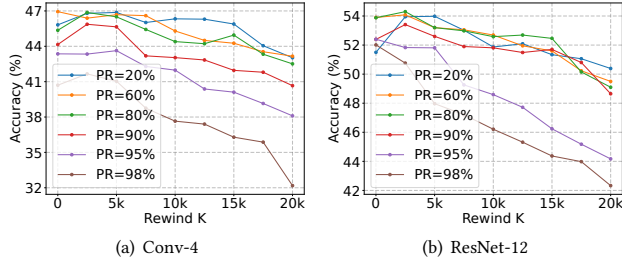 47
44
41
38
35
32
Accuracy (%)
PR=20%
PR=60%
PR=80%
PR=90%
PR=95%
PR=98%
0
5k
10k
15k
20k
Rewind K
(a) Conv-4
54
52
50
48
46
44
42
Accuracy (%)
PR=20%
PR=60%
PR=80%
PR=90%
PR=95%
PR=98%
0
5k
10k
15k
20k
Rewind K
(b) ResNet-12